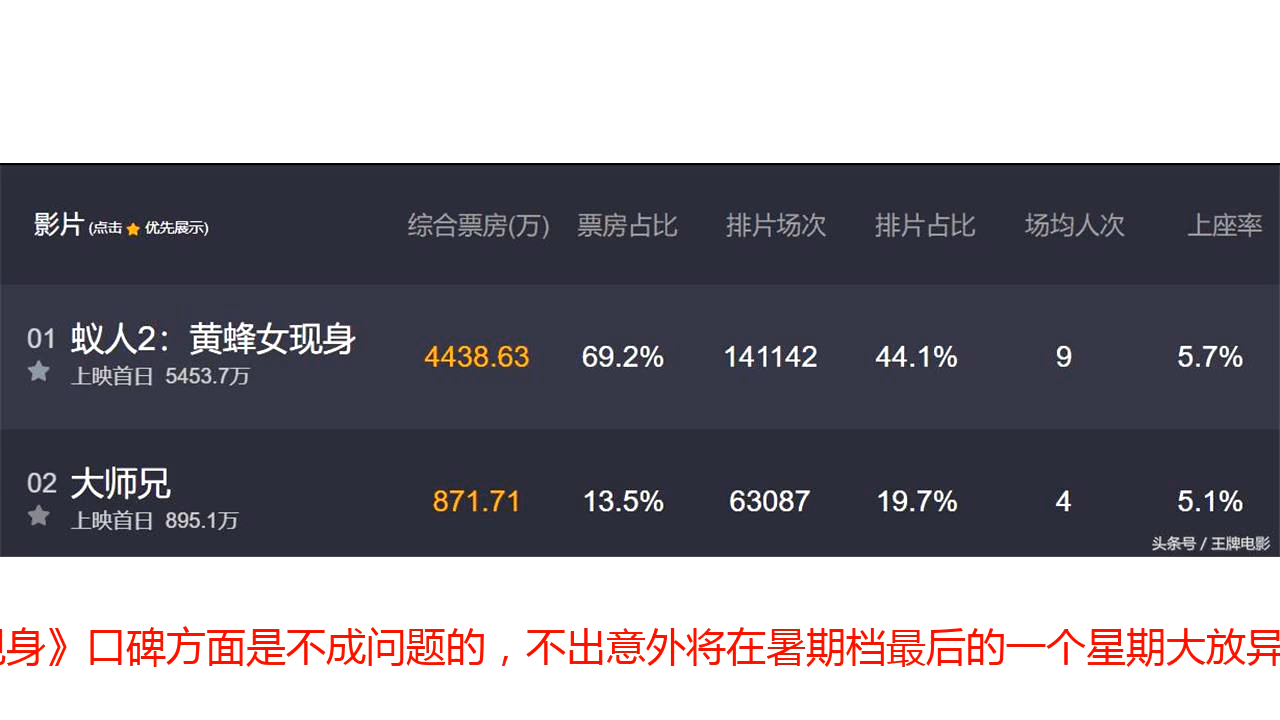 影片(点击 优先展示) 综合票房(万) 票房占比 排片场次 排片占比 场均人次 上座率
01 蚁人2：黄蜂女现身 4438.63 69.2% 141142 44.1% 9 5.7%
上映首日 5453.7万
02 大师兄 871.71 13.5% 63087 19.7% 4 5.1%
上映首日 895.1万
头条号 / 王牌电影
身》口碑方面是不成问题的，不出意外将在暑期档最后的一个星期大放异